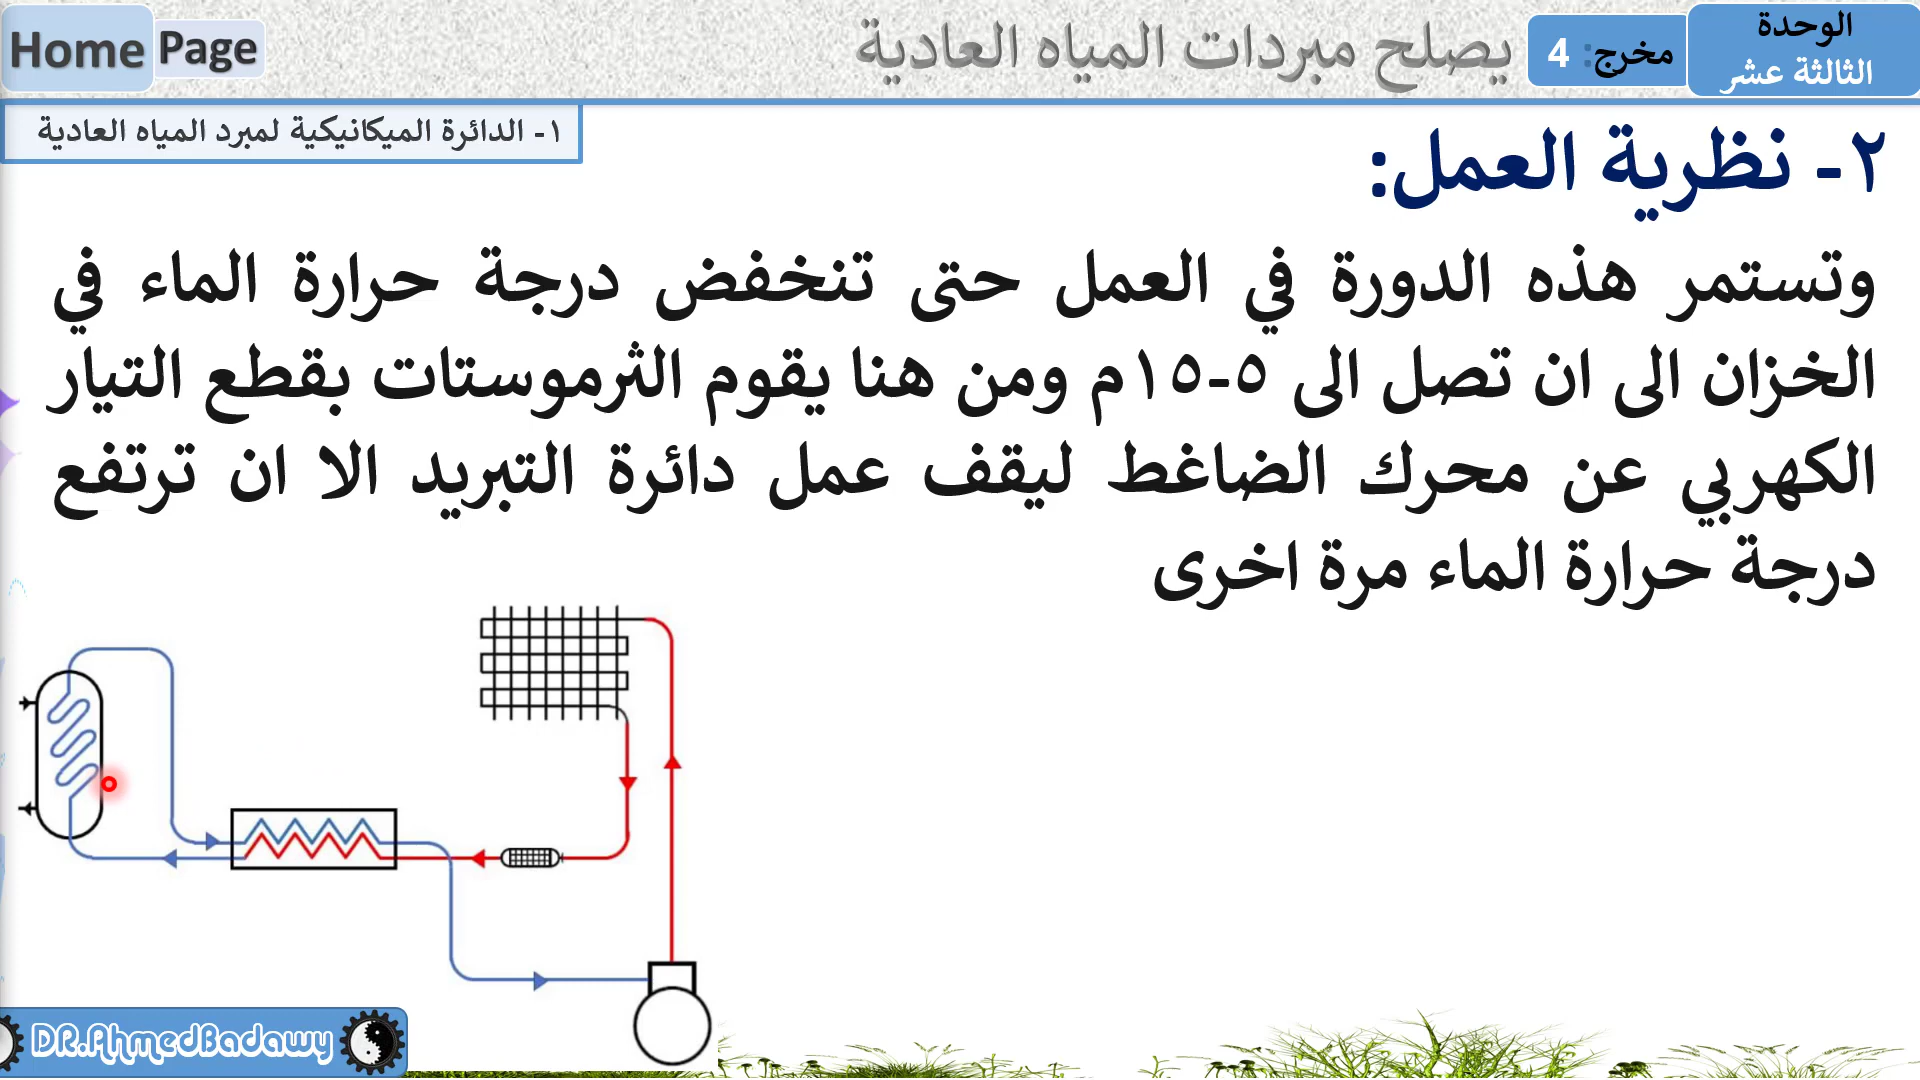 الوحدة
الثالثة عشر
مخرج: 4
يصلح مبردات المياه العادية
Home Page
١- الدائرة الميكانيكية لمبرد المياه العادية
٢- نظرية العمل:
وتستمر هذه الدورة في العمل حتى تنخفض درجة حرارة الماء في
الخزان الى ان تصل الى ٥-١٥م ومن هنا يقوم الثرموستات بقطع التيار
الكهربي عن محرك الضاغط ليقف عمل دائرة التبريد الا ان ترتفع
درجة حرارة الماء مرة اخرى
DR.AhmedBadawy